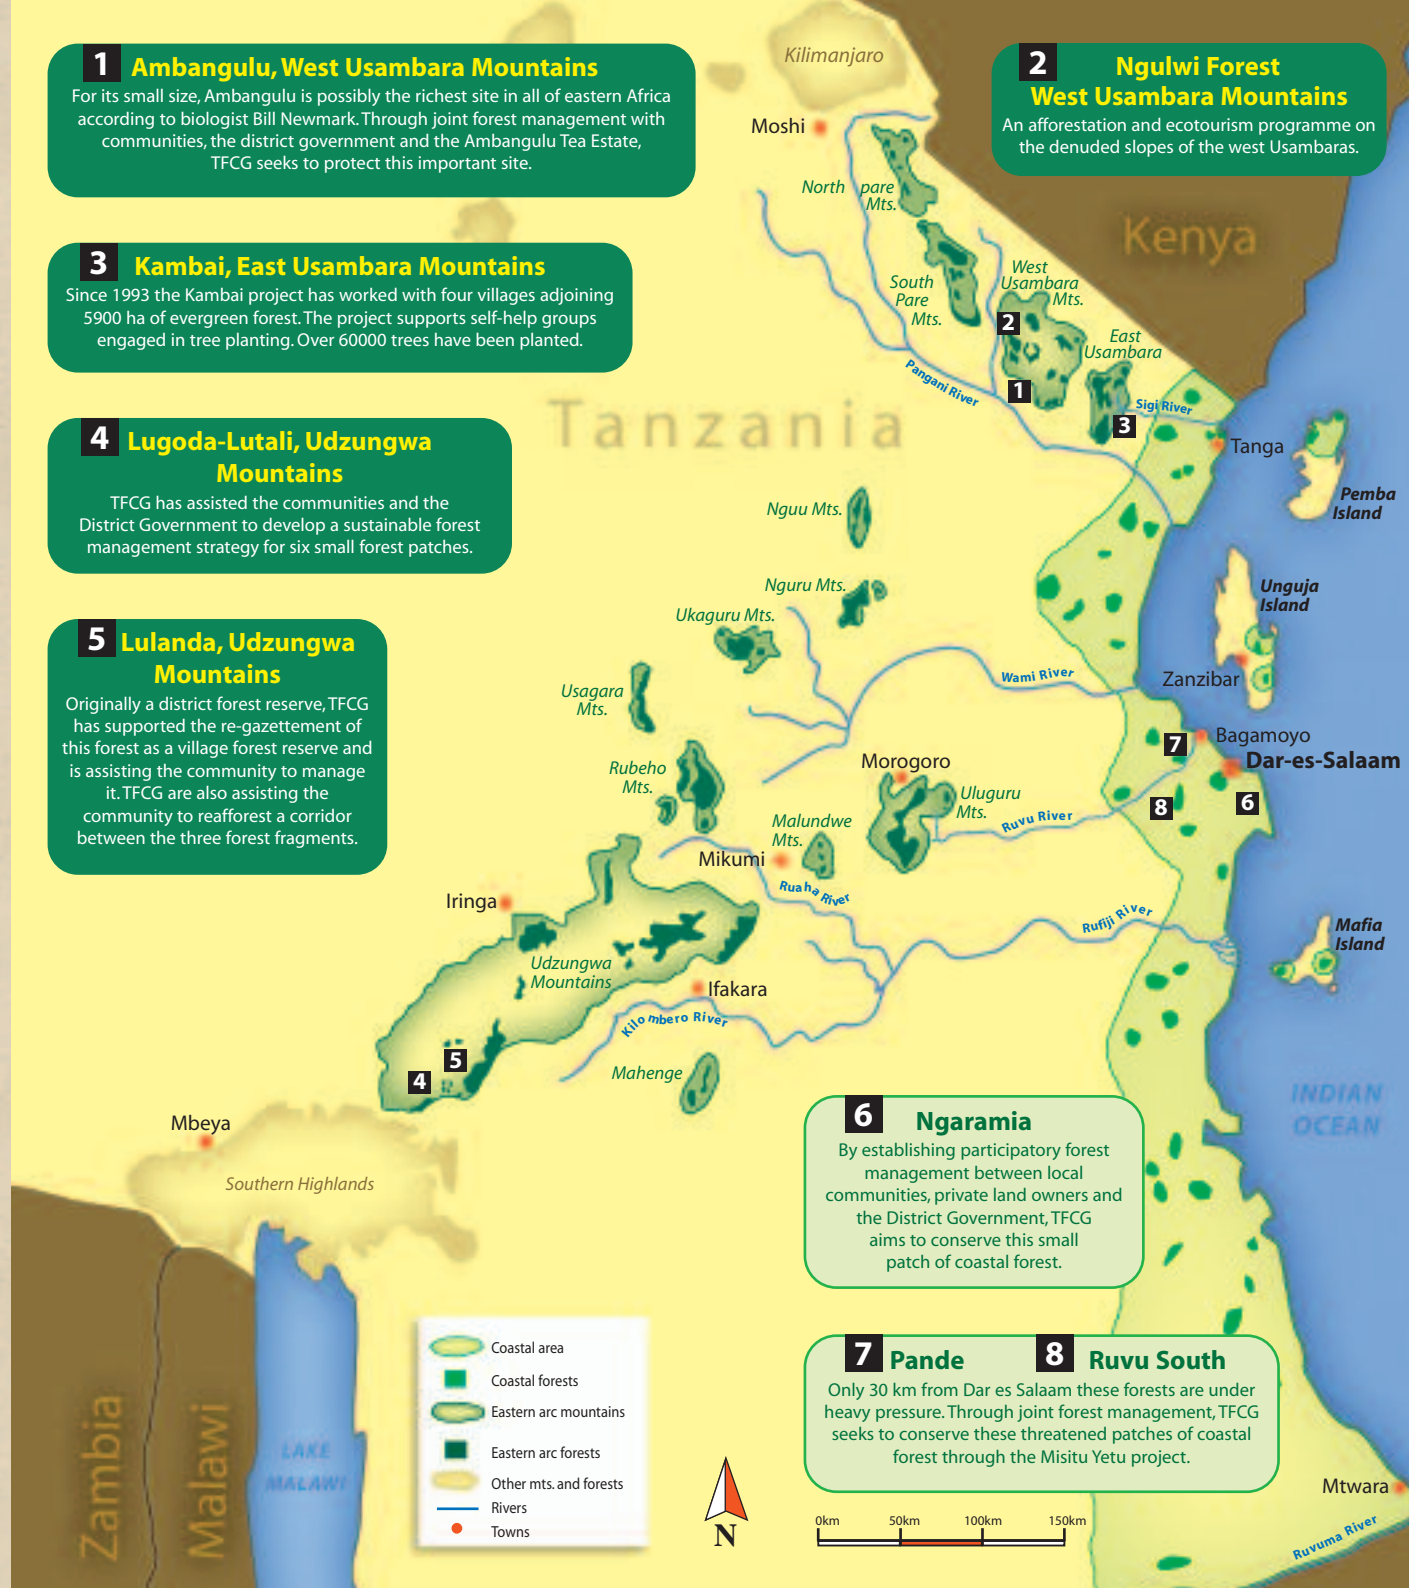 1 Ambangulu, West Usambara Mountains
For its small size, Ambangulu is possibly the richest site in all of eastern Africa
according to biologist Bill Newmark. Through joint forest management with
communities, the district government and the Ambangulu Tea Estate,
TFCG seeks to protect this important site.
2 Ngulwi Forest
West Usambara Mountains
An afforestation and ecotourism programme on
the denuded slopes of the west Usambaras.
3 Kambai, East Usambara Mountains
Since 1993 the Kambai project has worked with four villages adjoining
5900 ha of evergreen forest. The project supports self-help groups
engaged in tree planting. Over 60000 trees have been planted.
4 Lugoda-Lutali, Udzungwa
Mountains
TFCG has assisted the communities and the
District Government to develop a sustainable forest
management strategy for six small forest patches.
5 Lulanda, Udzungwa
Mountains
Originally a district forest reserve, TFCG
has supported the re-gazettement of
this forest as a village forest reserve and
is assisting the community to manage
it. TFCG are also assisting the
community to reafforest a corridor
between the three forest fragments.
Kilimanjaro
Moshi
North pare
Mts.
Kenya
South
Pare
Mts.
West
Usambara
Mts.
2
East
Usambara
1
3
Pangani River
Sigi River
Tanzania
Tanga
Pemba
Island
Nguu Mts.
Nguru Mts.
Ukaguru Mts.
Unguja
Island
Usagara
Mts.
Wami River
Zanzibar
7
Bagamoyo
Dar-es-Salaam
Rubeho
Mts.
Morogoro
Uluguru
Mts.
8
6
Malundwe
Mts.
Ruvu River
Mikumi
Ruaha River
Iringa
Rufiji River
Mafia
Island
Udzungwa
Mountains
Ifakara
Kilombero River
5
4
Mahenge
INDIAN
OCEAN
Mbeya
Southern Highlands
6 Ngaramia
By establishing participatory forest
management between local
communities, private land owners and
the District Government, TFCG
aims to conserve this small
patch of coastal forest.
7 Pande 8 Ruvu South
Only 30 km from Dar es Salaam these forests are under
heavy pressure. Through joint forest management, TFCG
seeks to conserve these threatened patches of coastal
forest through the Misitu Yetu project.
Zambia
Malawi
LAKE
MALAWI
Coastal area
Coastal forests
Eastern arc mountains
Eastern arc forests
Other mts. and forests
Rivers
Towns
N
0km 50km 100km 150km
Mtwara
Ruvuma River